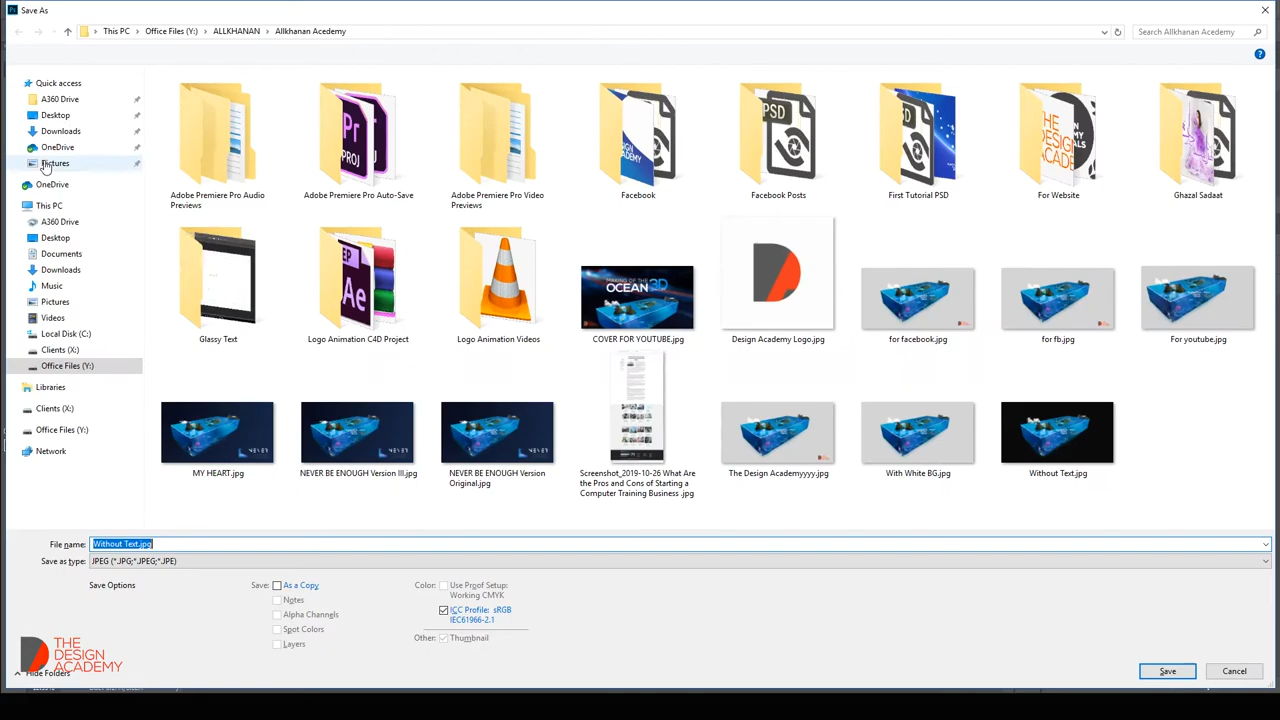 Save As
This PC > Office Files (Y:) > ALLKHANAN > Allkhanan Acedemy
Search Allkhanan Acedemy
Quick access
A360 Drive
Desktop
Downloads
OneDrive
Pictures
OneDrive
This PC
A360 Drive
Desktop
Documents
Downloads
Music
Pictures
Videos
Local Disk (C:)
Clients (X:)
Office Files (Y:)
Libraries
Clients (X:)
Office Files (Y:)
Network
Adobe Premiere Pro Audio
Previews
Adobe Premiere Pro Auto-Save
Adobe Premiere Pro Video
Previews
Facebook
Facebook Posts
First Tutorial PSD
For Website
Ghazal Sadaat
Glassy Text
Logo Animation C4D Project
Logo Animation Videos
COVER FOR YOUTUBE.jpg
Design Academy Logo.jpg
for facebook.jpg
for fb.jpg
For youtube.jpg
MY HEART.jpg
NEVER BE ENOUGH Version III.jpg
NEVER BE ENOUGH Version
Original.jpg
Screenshot_2019-10-26 What Are
the Pros and Cons of Starting a
Computer Training Business .jpg
The Design Academyyyy.jpg
With White BG.jpg
Without Text.jpg
File name: Without Text.jpg
Save as type: JPEG (*.JPG;*.JPEG;*.JPE)
Save Options
Save: As a Copy
Notes
Alpha Channels
Spot Colors
Layers
Color: Use Proof Setup:
Working CMYK
ICC Profile: sRGB
IEC61966-2.1
Other: Thumbnail
THE
DESIGN
ACADEMY
Hide Folders
Save
Cancel